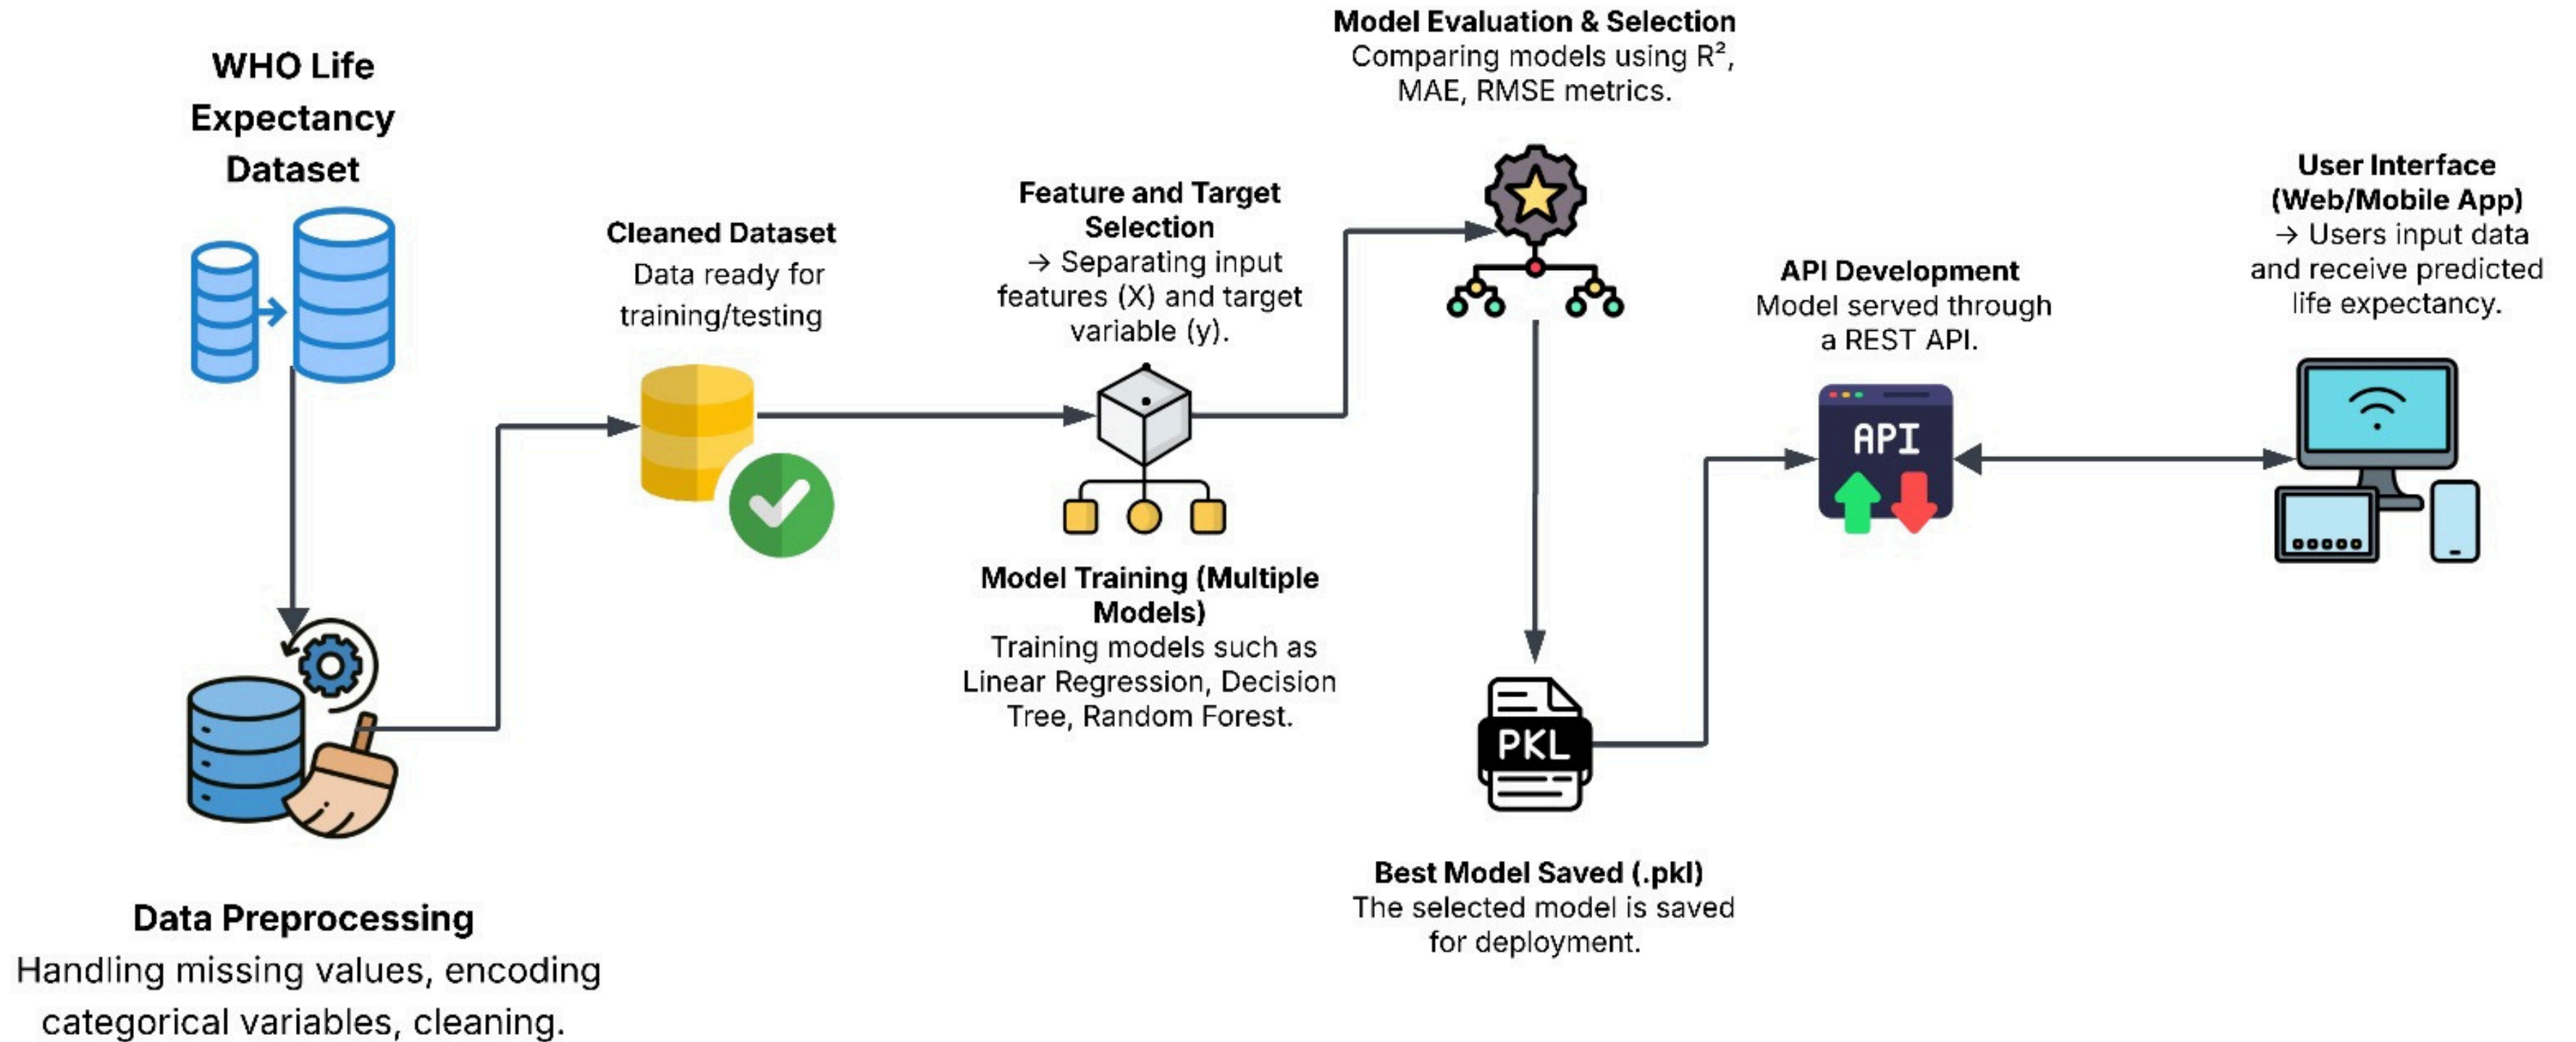 WHO Life
Expectancy
Dataset
Data Preprocessing
Handling missing values, encoding
categorical variables, cleaning.
Cleaned Dataset
Data ready for
training/testing
Feature and Target
Selection
→ Separating input
features (X) and target
variable (y).
Model Training (Multiple
Models)
Training models such as
Linear Regression, Decision
Tree, Random Forest.
Model Evaluation & Selection
Comparing models using R²,
MAE, RMSE metrics.
PKL
Best Model Saved (.pkl)
The selected model is saved
for deployment.
API Development
Model served through
a REST API.
API
User Interface
(Web/Mobile App)
→ Users input data
and receive predicted
life expectancy.